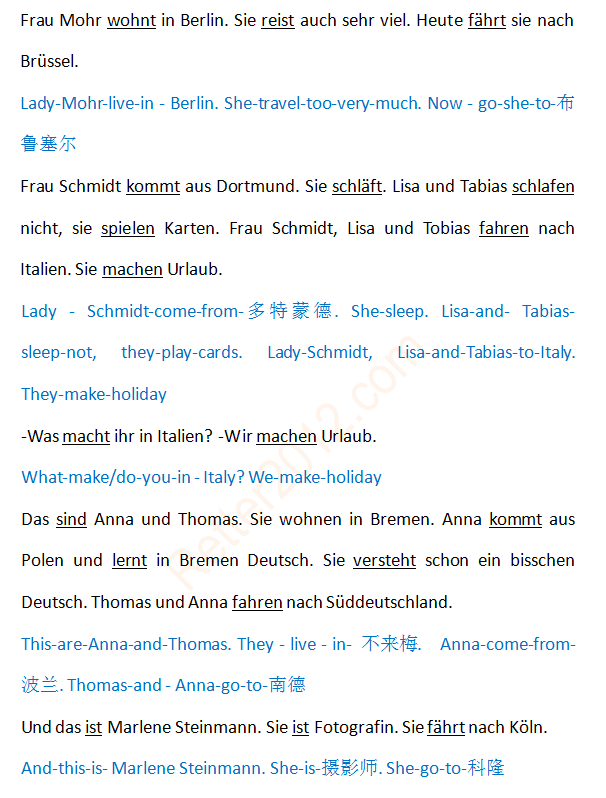 Frau Mohr wohnt in Berlin. Sie reist auch sehr viel. Heute fährt sie nach
Brüssel.
Lady-Mohr-live-in - Berlin. She-travel-too-very-much. Now - go-she-to-布
鲁塞尔
Frau Schmidt kommt aus Dortmund. Sie schläft. Lisa und Tabias schlafen
nicht, sie spielen Karten. Frau Schmidt, Lisa und Tobias fahren nach
Italien. Sie machen Urlaub.
Lady - Schmidt-come-from-多特蒙德. She-sleep. Lisa-and- Tabias-
sleep-not, they-play-cards. Lady-Schmidt, Lisa-and-Tabias-to-Italy.
They-make-holiday
-Was macht ihr in Italien? -Wir machen Urlaub.
What-make/do-you-in - Italy? We-make-holiday
Das sind Anna und Thomas. Sie wohnen in Bremen. Anna kommt aus
Polen und lernt in Bremen Deutsch. Sie versteht schon ein bisschen
Deutsch. Thomas und Anna fahren nach Süddeutschland.
This-are-Anna-and-Thomas. They - live - in- 不来梅. Anna-come-from-
波兰. Thomas-and - Anna-go-to-南德
Und das ist Marlene Steinmann. Sie ist Fotografin. Sie fährt nach Köln.
And-this-is- Marlene Steinmann. She-is-摄影师. She-go-to-科隆
Retter2012.com